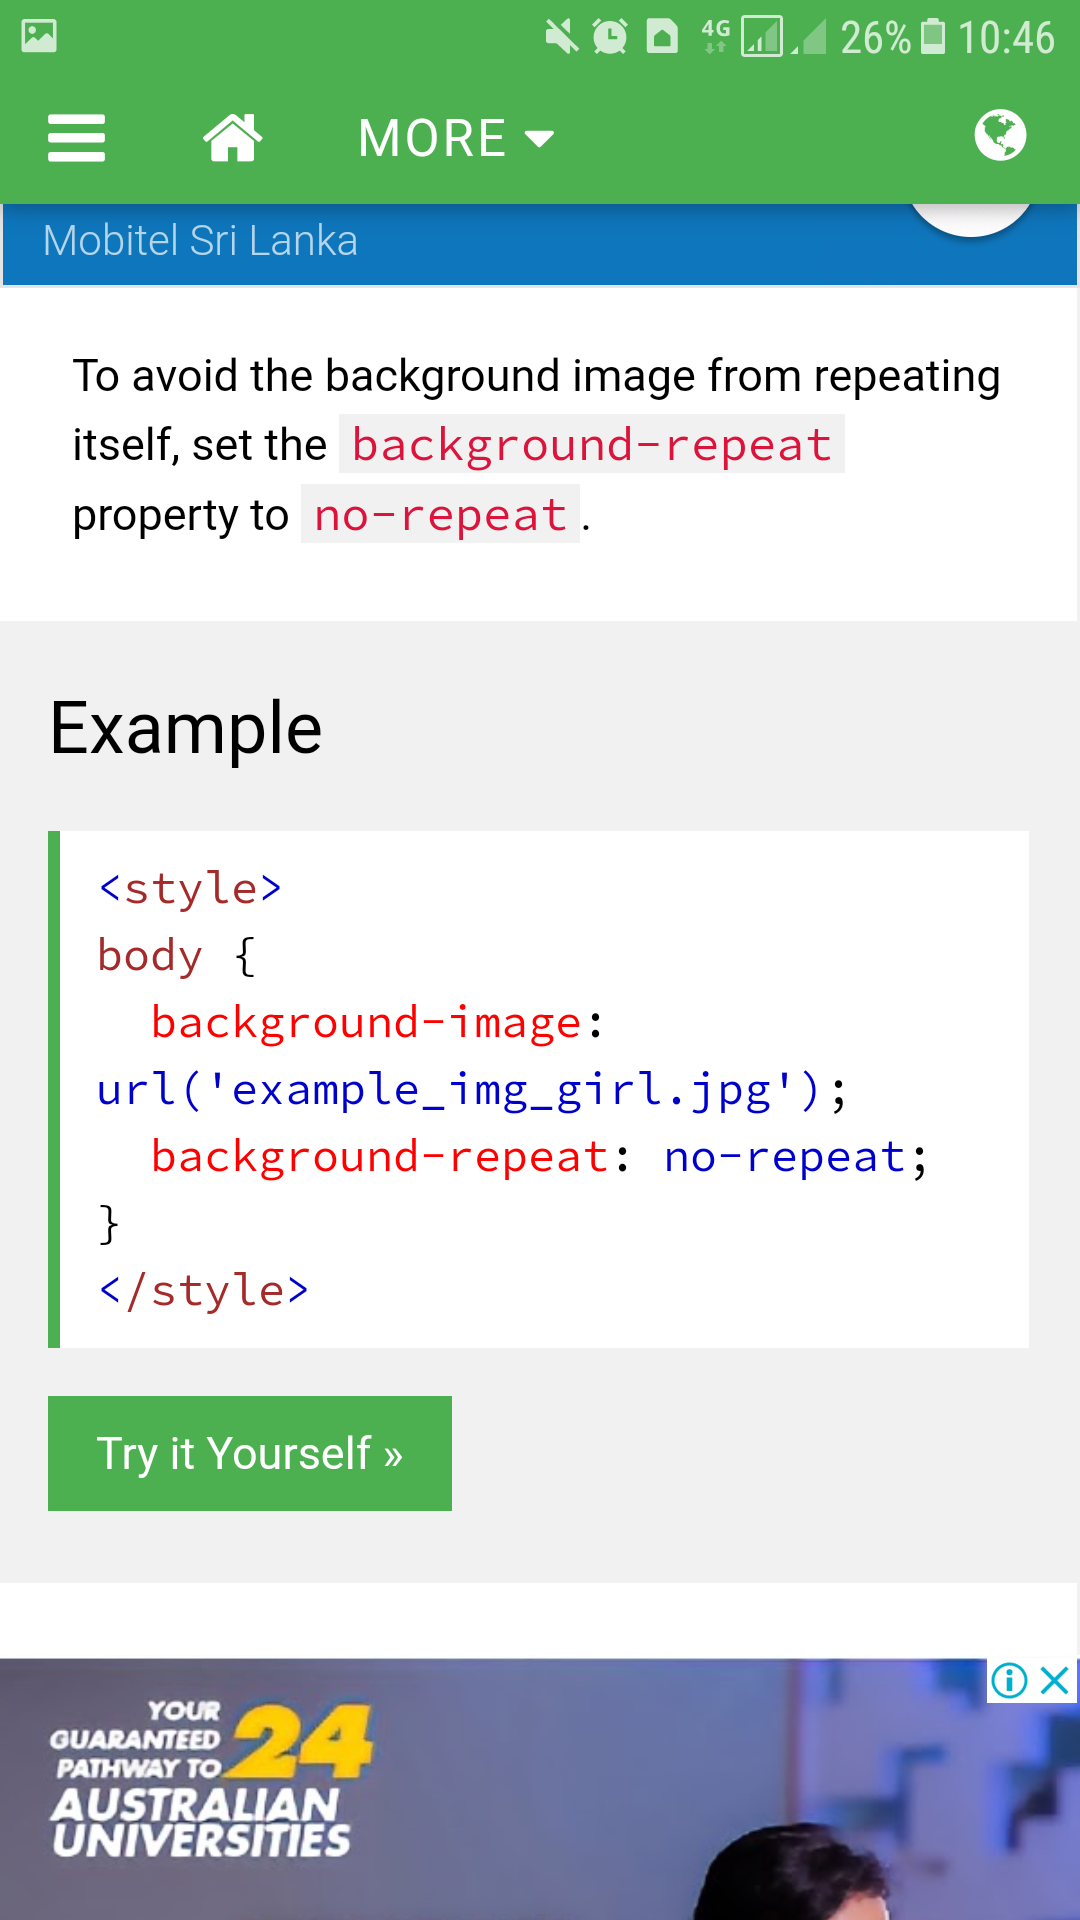 4G 26% 10:46
MORE
Mobitel Sri Lanka
To avoid the background image from repeating
itself, set the background-repeat
property to no-repeat.
Example
<style>
body {
  background-image:
url('example_img_girl.jpg');
  background-repeat: no-repeat;
}
</style>
Try it Yourself »
YOUR
GUARANTEED
PATHWAY TO
24
AUSTRALIAN
UNIVERSITIES